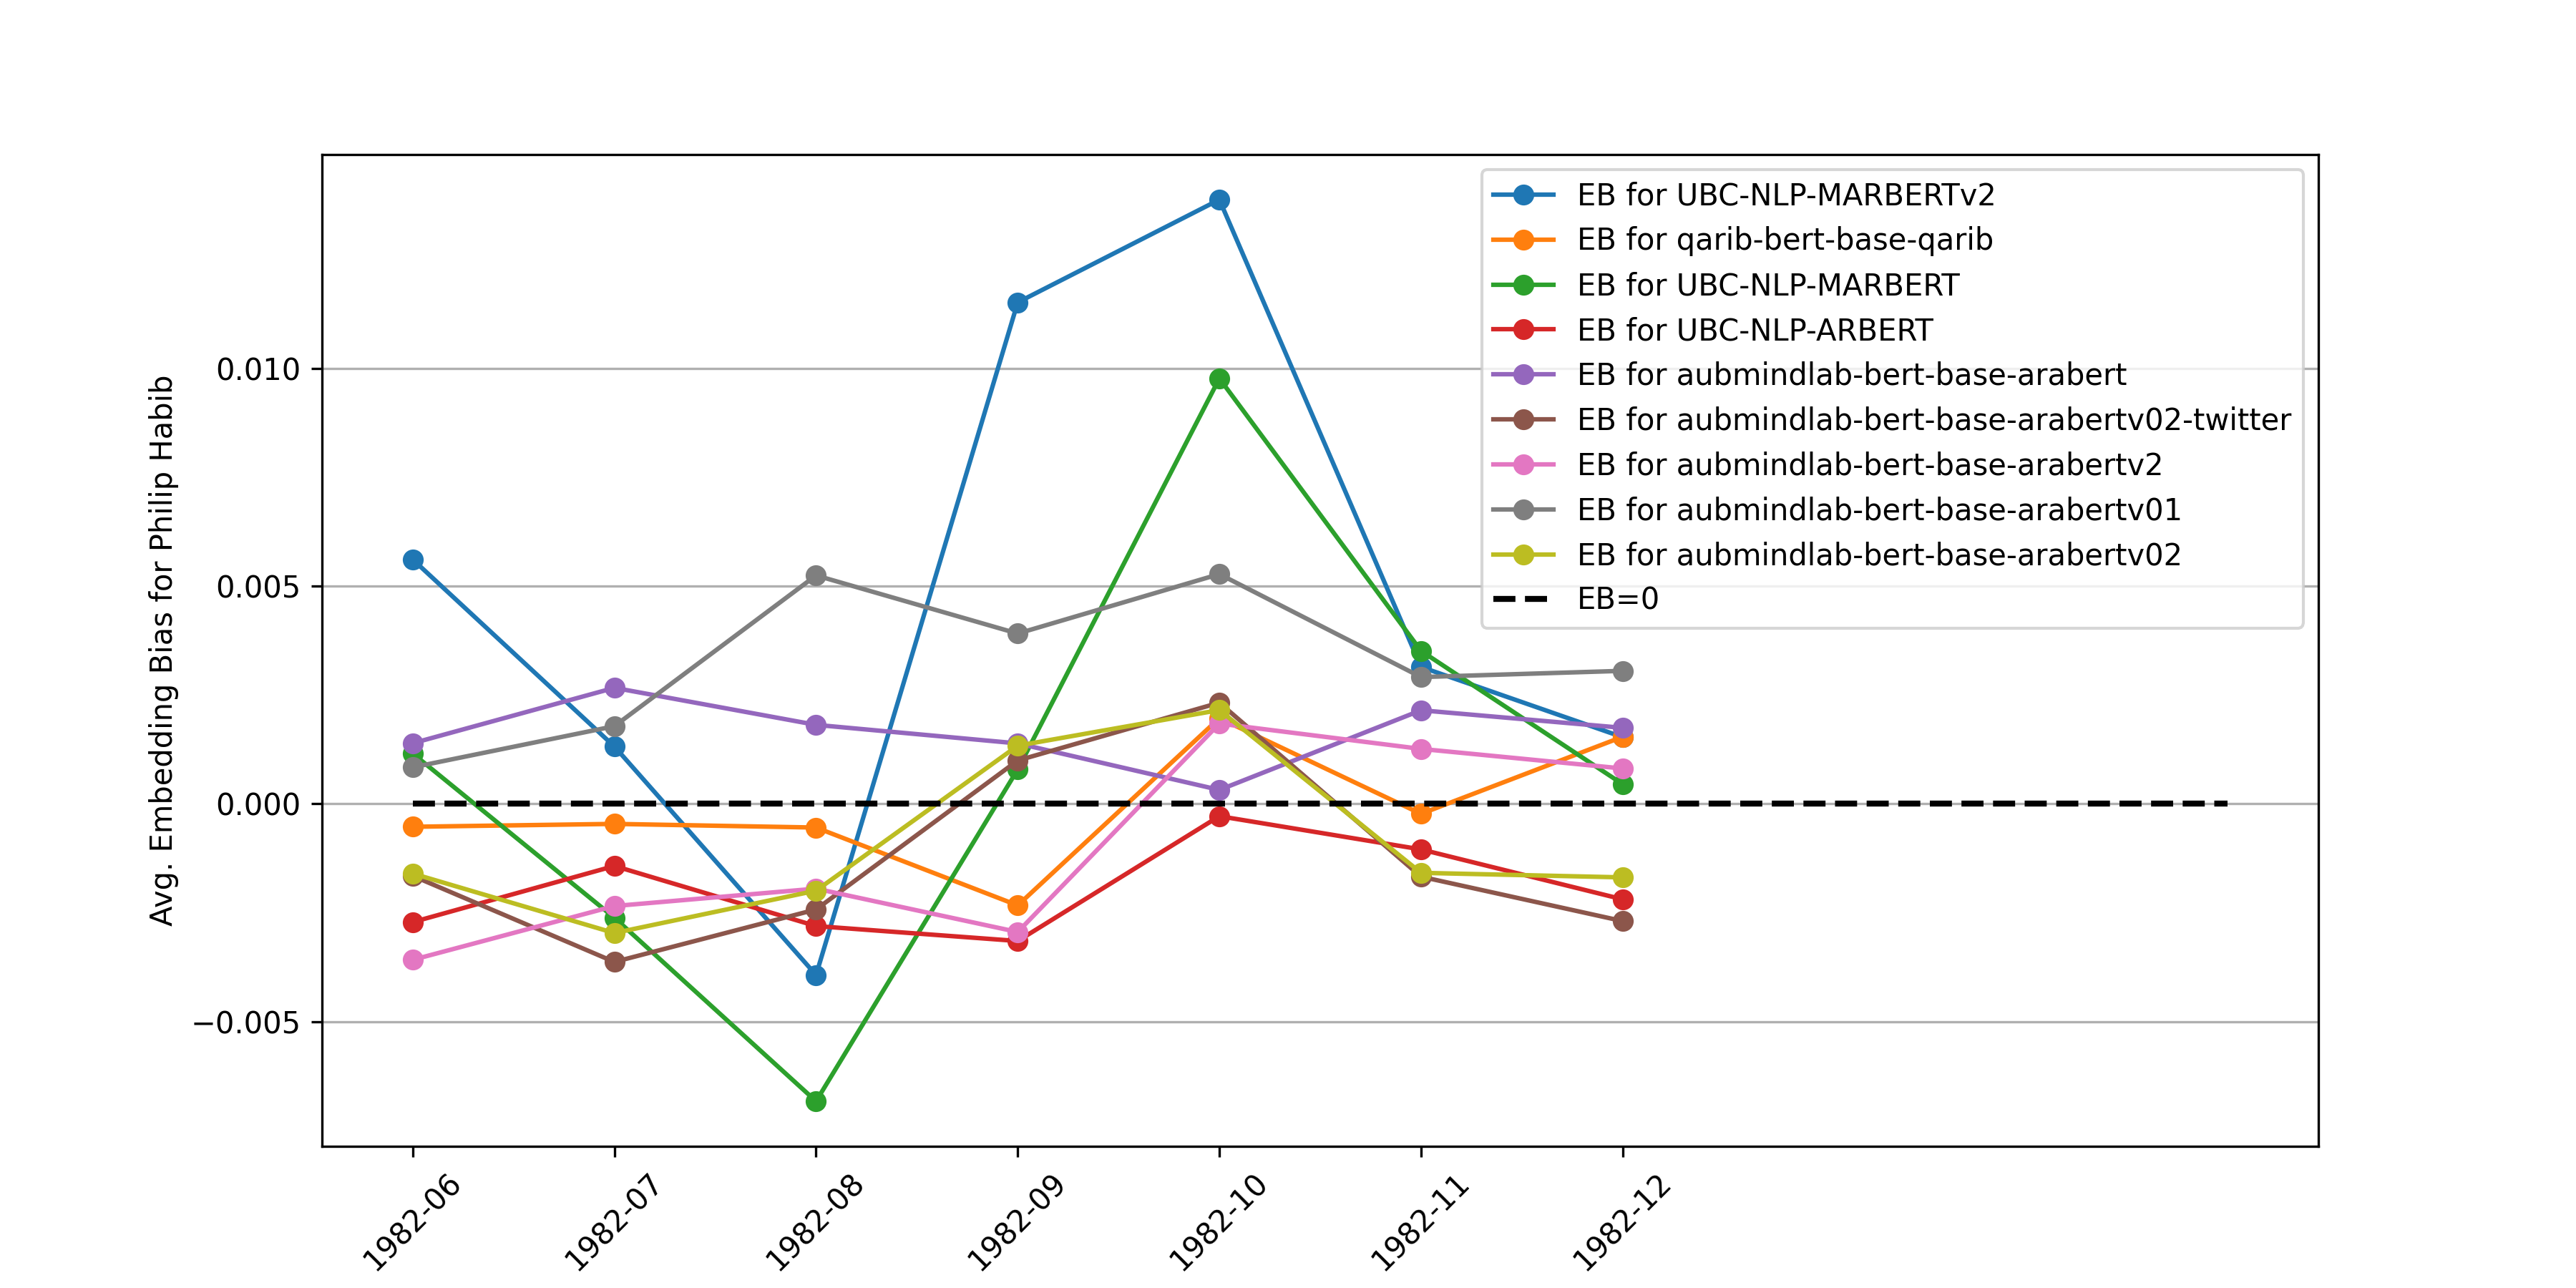 Avg. Embedding Bias for Philip Habib
0.010
0.005
0.000
−0.005
1982-06
1982-07
1982-08
1982-09
1982-10
1982-11
1982-12
EB for UBC-NLP-MARBERTv2
EB for qarib-bert-base-qarib
EB for UBC-NLP-MARBERT
EB for UBC-NLP-ARBERT
EB for aubmindlab-bert-base-arabert
EB for aubmindlab-bert-base-arabertv02-twitter
EB for aubmindlab-bert-base-arabertv2
EB for aubmindlab-bert-base-arabertv01
EB for aubmindlab-bert-base-arabertv02
EB=0